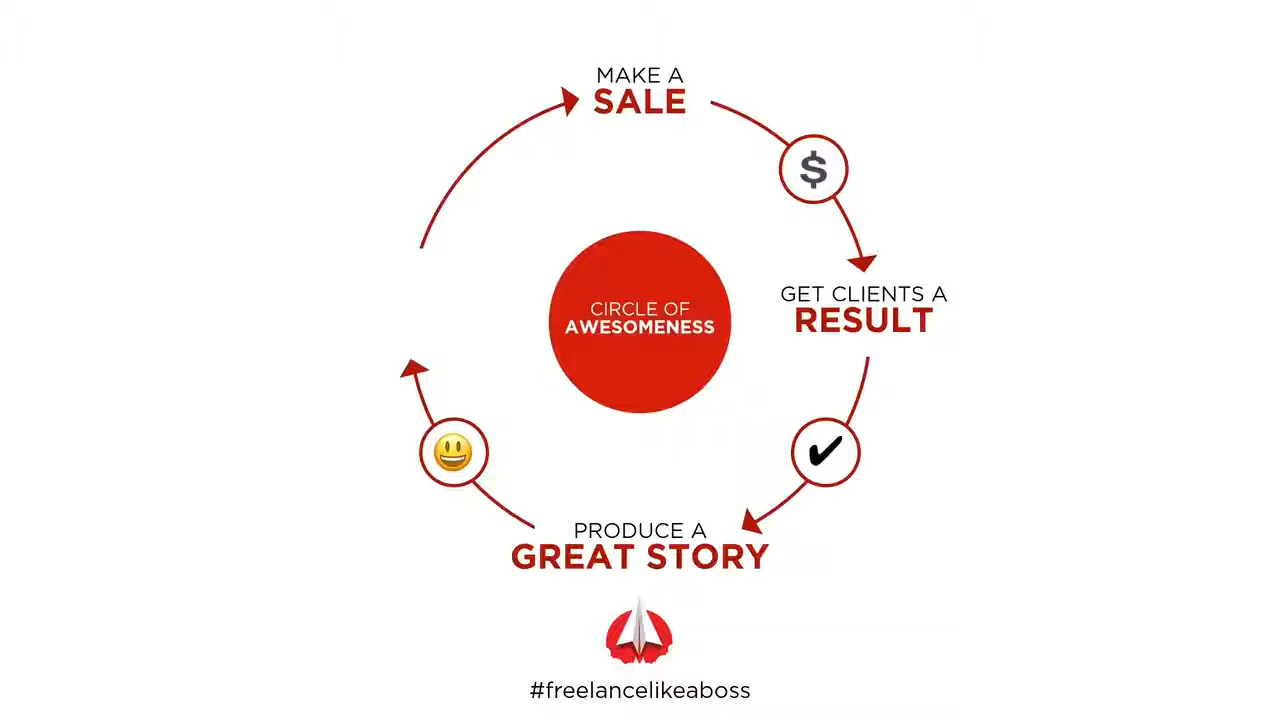 MAKE A
SALE
$
GET CLIENTS A
RESULT
CIRCLE OF
AWESOMENESS
PRODUCE A
GREAT STORY
#freelancelikeaboss